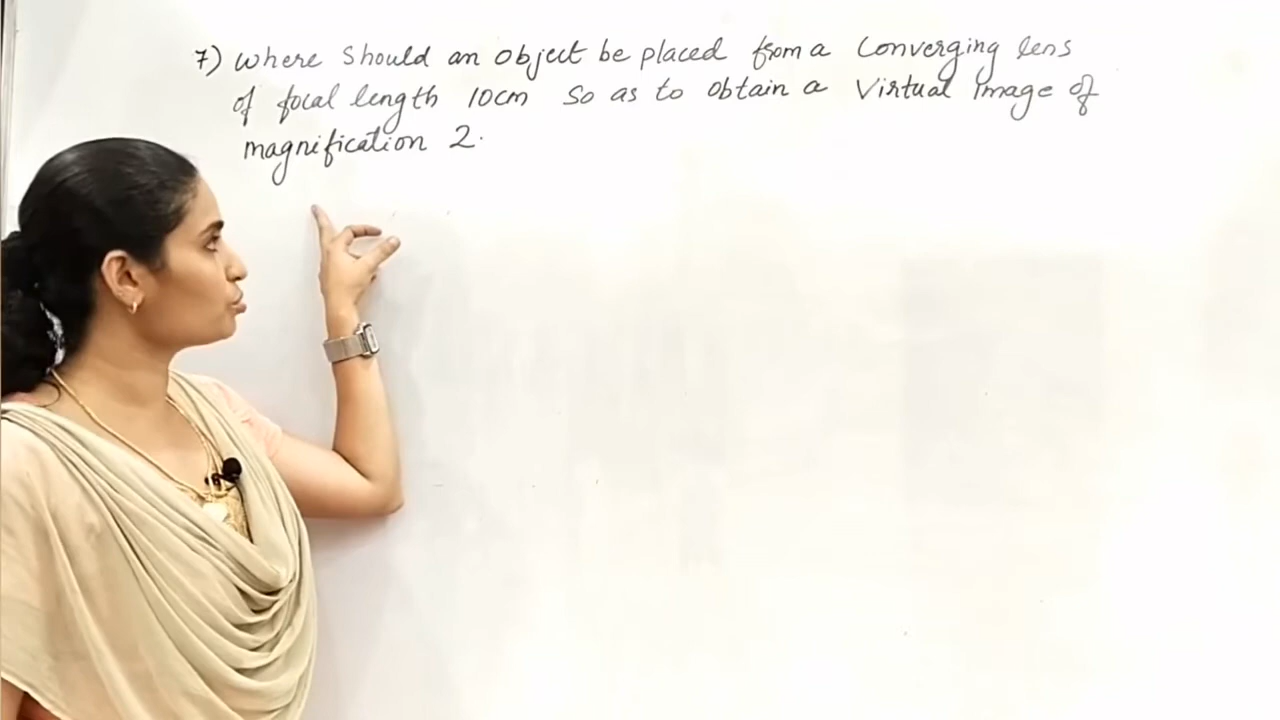 7) Where Should an object be placed from a Converging lens
of focal length 10cm So as to obtain a Virtual Image of
magnification 2.